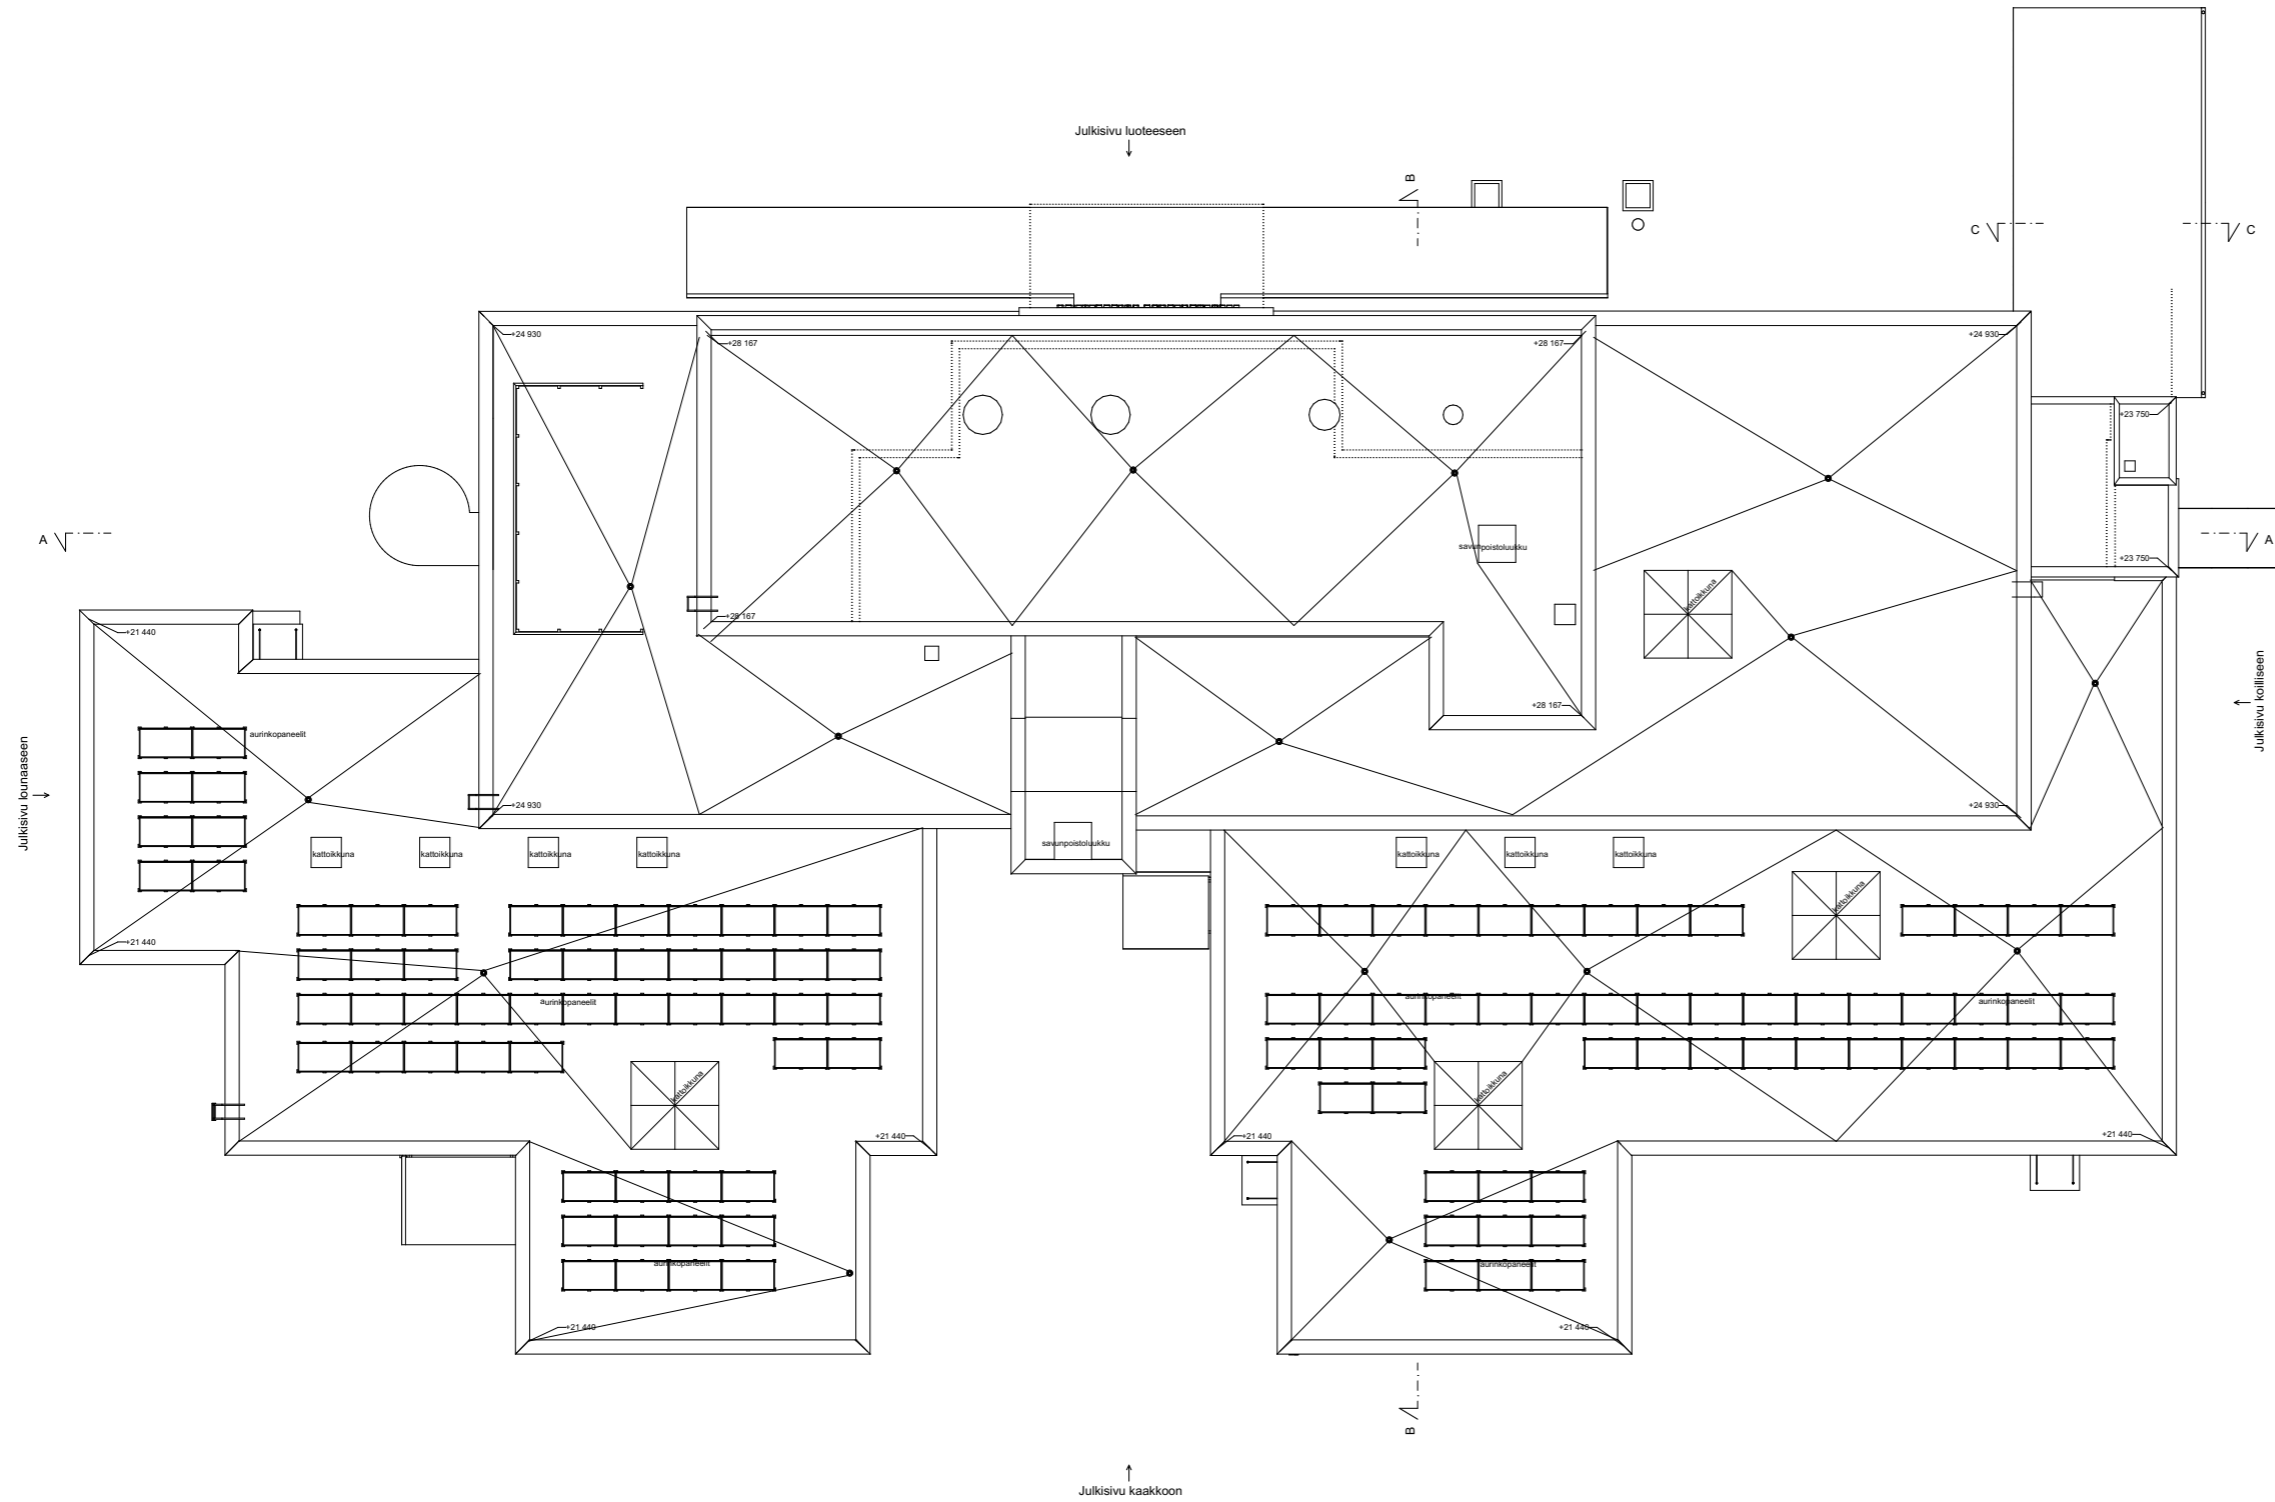 Julkisivu luoteeseen
B
C
C
+24 930
+28 167
+28 167
+24 930
+23 750
A
A
savunpoistoluukku
+23 750
kattoikkuna
+28 167
+21 440
Julkisivu koilliseen
+28 167
aurinkopaneelit
Julkisivu lounaaseen
+24 930
+24 930
savunpoistoluukku
kattoikkuna
kattoikkuna
kattoikkuna
kattoikkuna
kattoikkuna
kattoikkuna
kattoikkuna
kattoikkuna
+21 440
aurinkopaneelit
aurinkopaneelit
aurinkopaneelit
kattoikkuna
kattoikkuna
+21 440
+21 440
+21 440
aurinkopaneelit
aurinkopaneelit
+21 440
+21 440
B
Julkisivu kaakkoon